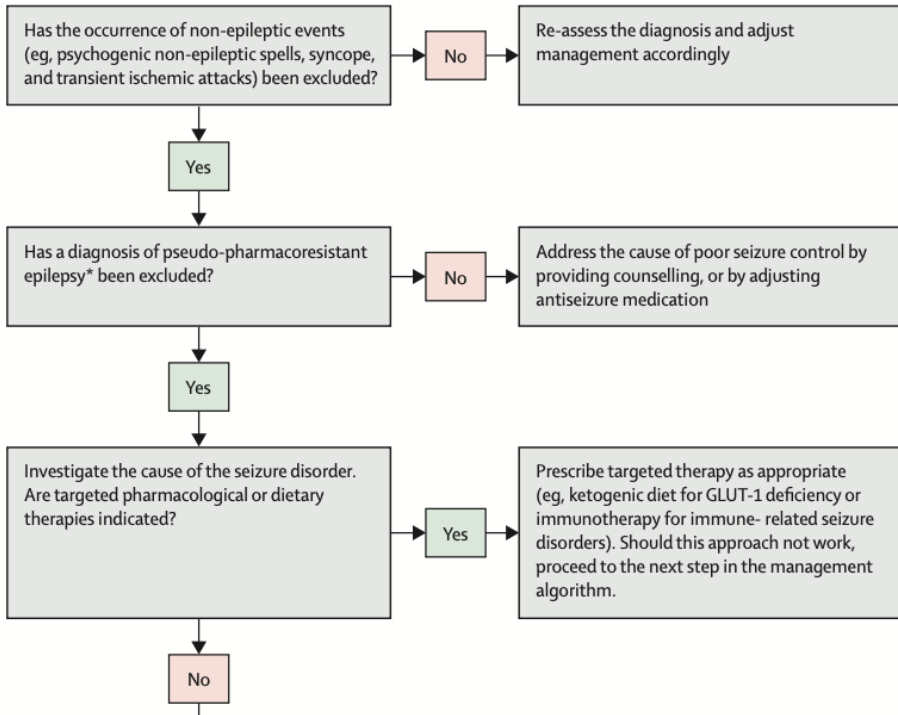 Has the occurrence of non-epileptic events
(eg, psychogenic non-epileptic spells, syncope,
and transient ischemic attacks) been excluded?
No
Re-assess the diagnosis and adjust
management accordingly
Yes
Has a diagnosis of pseudo-pharmacoresistant
epilepsy* been excluded?
No
Address the cause of poor seizure control by
providing counselling, or by adjusting
antiseizure medication
Yes
Investigate the cause of the seizure disorder.
Are targeted pharmacological or dietary
therapies indicated?
Yes
Prescribe targeted therapy as appropriate
(eg, ketogenic diet for GLUT-1 deficiency or
immunotherapy for immune- related seizure
disorders). Should this approach not work,
proceed to the next step in the management
algorithm.
No